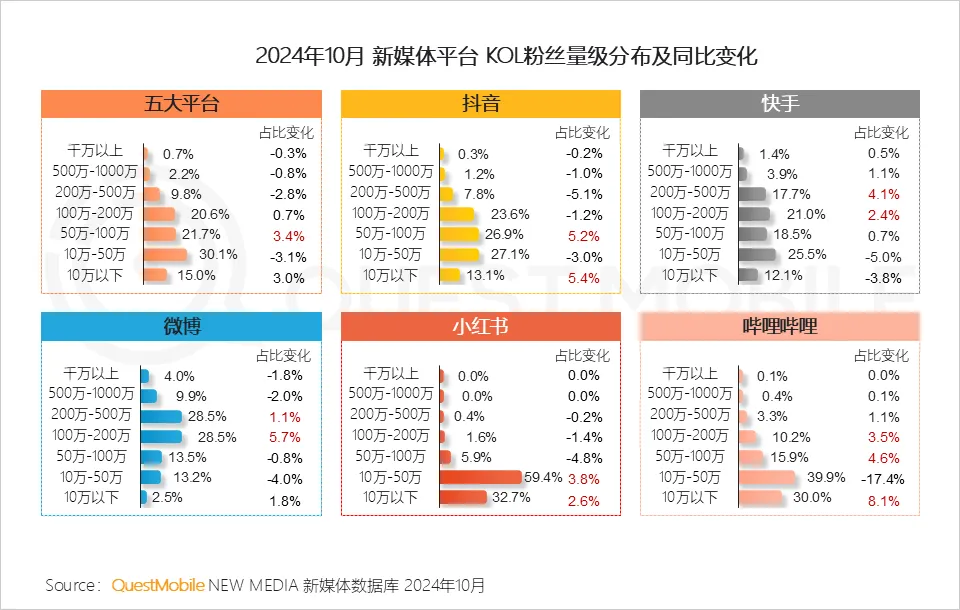 2024年10月 新媒体平台 KOL粉丝量级分布及同比变化
五大平台
占比变化
千万以上 0.7% -0.3%
500万-1000万 2.2% -0.8%
200万-500万 9.8% -2.8%
100万-200万 20.6% 0.7%
50万-100万 21.7% 3.4%
10万-50万 30.1% -3.1%
10万以下 15.0% 3.0%
抖音
占比变化
千万以上 0.3% -0.2%
500万-1000万 1.2% -1.0%
200万-500万 7.8% -5.1%
100万-200万 23.6% -1.2%
50万-100万 26.9% 5.2%
10万-50万 27.1% -3.0%
10万以下 13.1% 5.4%
快手
占比变化
千万以上 1.4% 0.5%
500万-1000万 3.9% 1.1%
200万-500万 17.7% 4.1%
100万-200万 21.0% 2.4%
50万-100万 18.5% 0.7%
10万-50万 25.5% -5.0%
10万以下 12.1% -3.8%
微博
占比变化
千万以上 4.0% -1.8%
500万-1000万 9.9% -2.0%
200万-500万 28.5% 1.1%
100万-200万 28.5% 5.7%
50万-100万 13.5% -0.8%
10万-50万 13.2% -4.0%
10万以下 2.5% 1.8%
小红书
占比变化
千万以上 0.0% 0.0%
500万-1000万 0.0% 0.0%
200万-500万 0.4% -0.2%
100万-200万 1.6% -1.4%
50万-100万 5.9% -4.8%
10万-50万 59.4% 3.8%
10万以下 32.7% 2.6%
哔哩哔哩
占比变化
千万以上 0.1% 0.0%
500万-1000万 0.4% 0.1%
200万-500万 3.3% 1.1%
100万-200万 10.2% 3.5%
50万-100万 15.9% 4.6%
10万-50万 39.9% -17.4%
10万以下 30.0% 8.1%
QUEST MOBILE
Source：QuestMobile NEW MEDIA 新媒体数据库 2024年10月